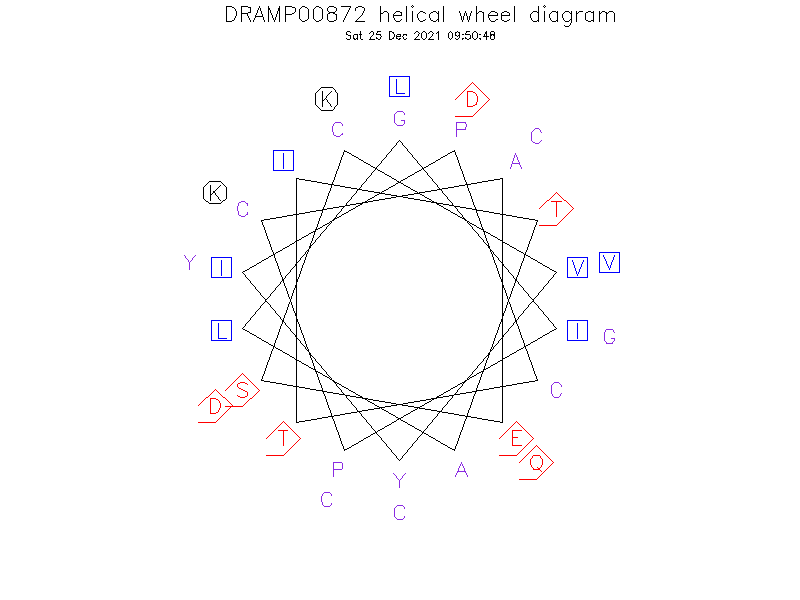 DRAMP00872 helical wheel diagram
Sat 25 Dec 2021 09:50:48
L
K D
G
C P C
I A
K C T
Y I V V
L I G
D S C
T E
Q
P Y A
C C